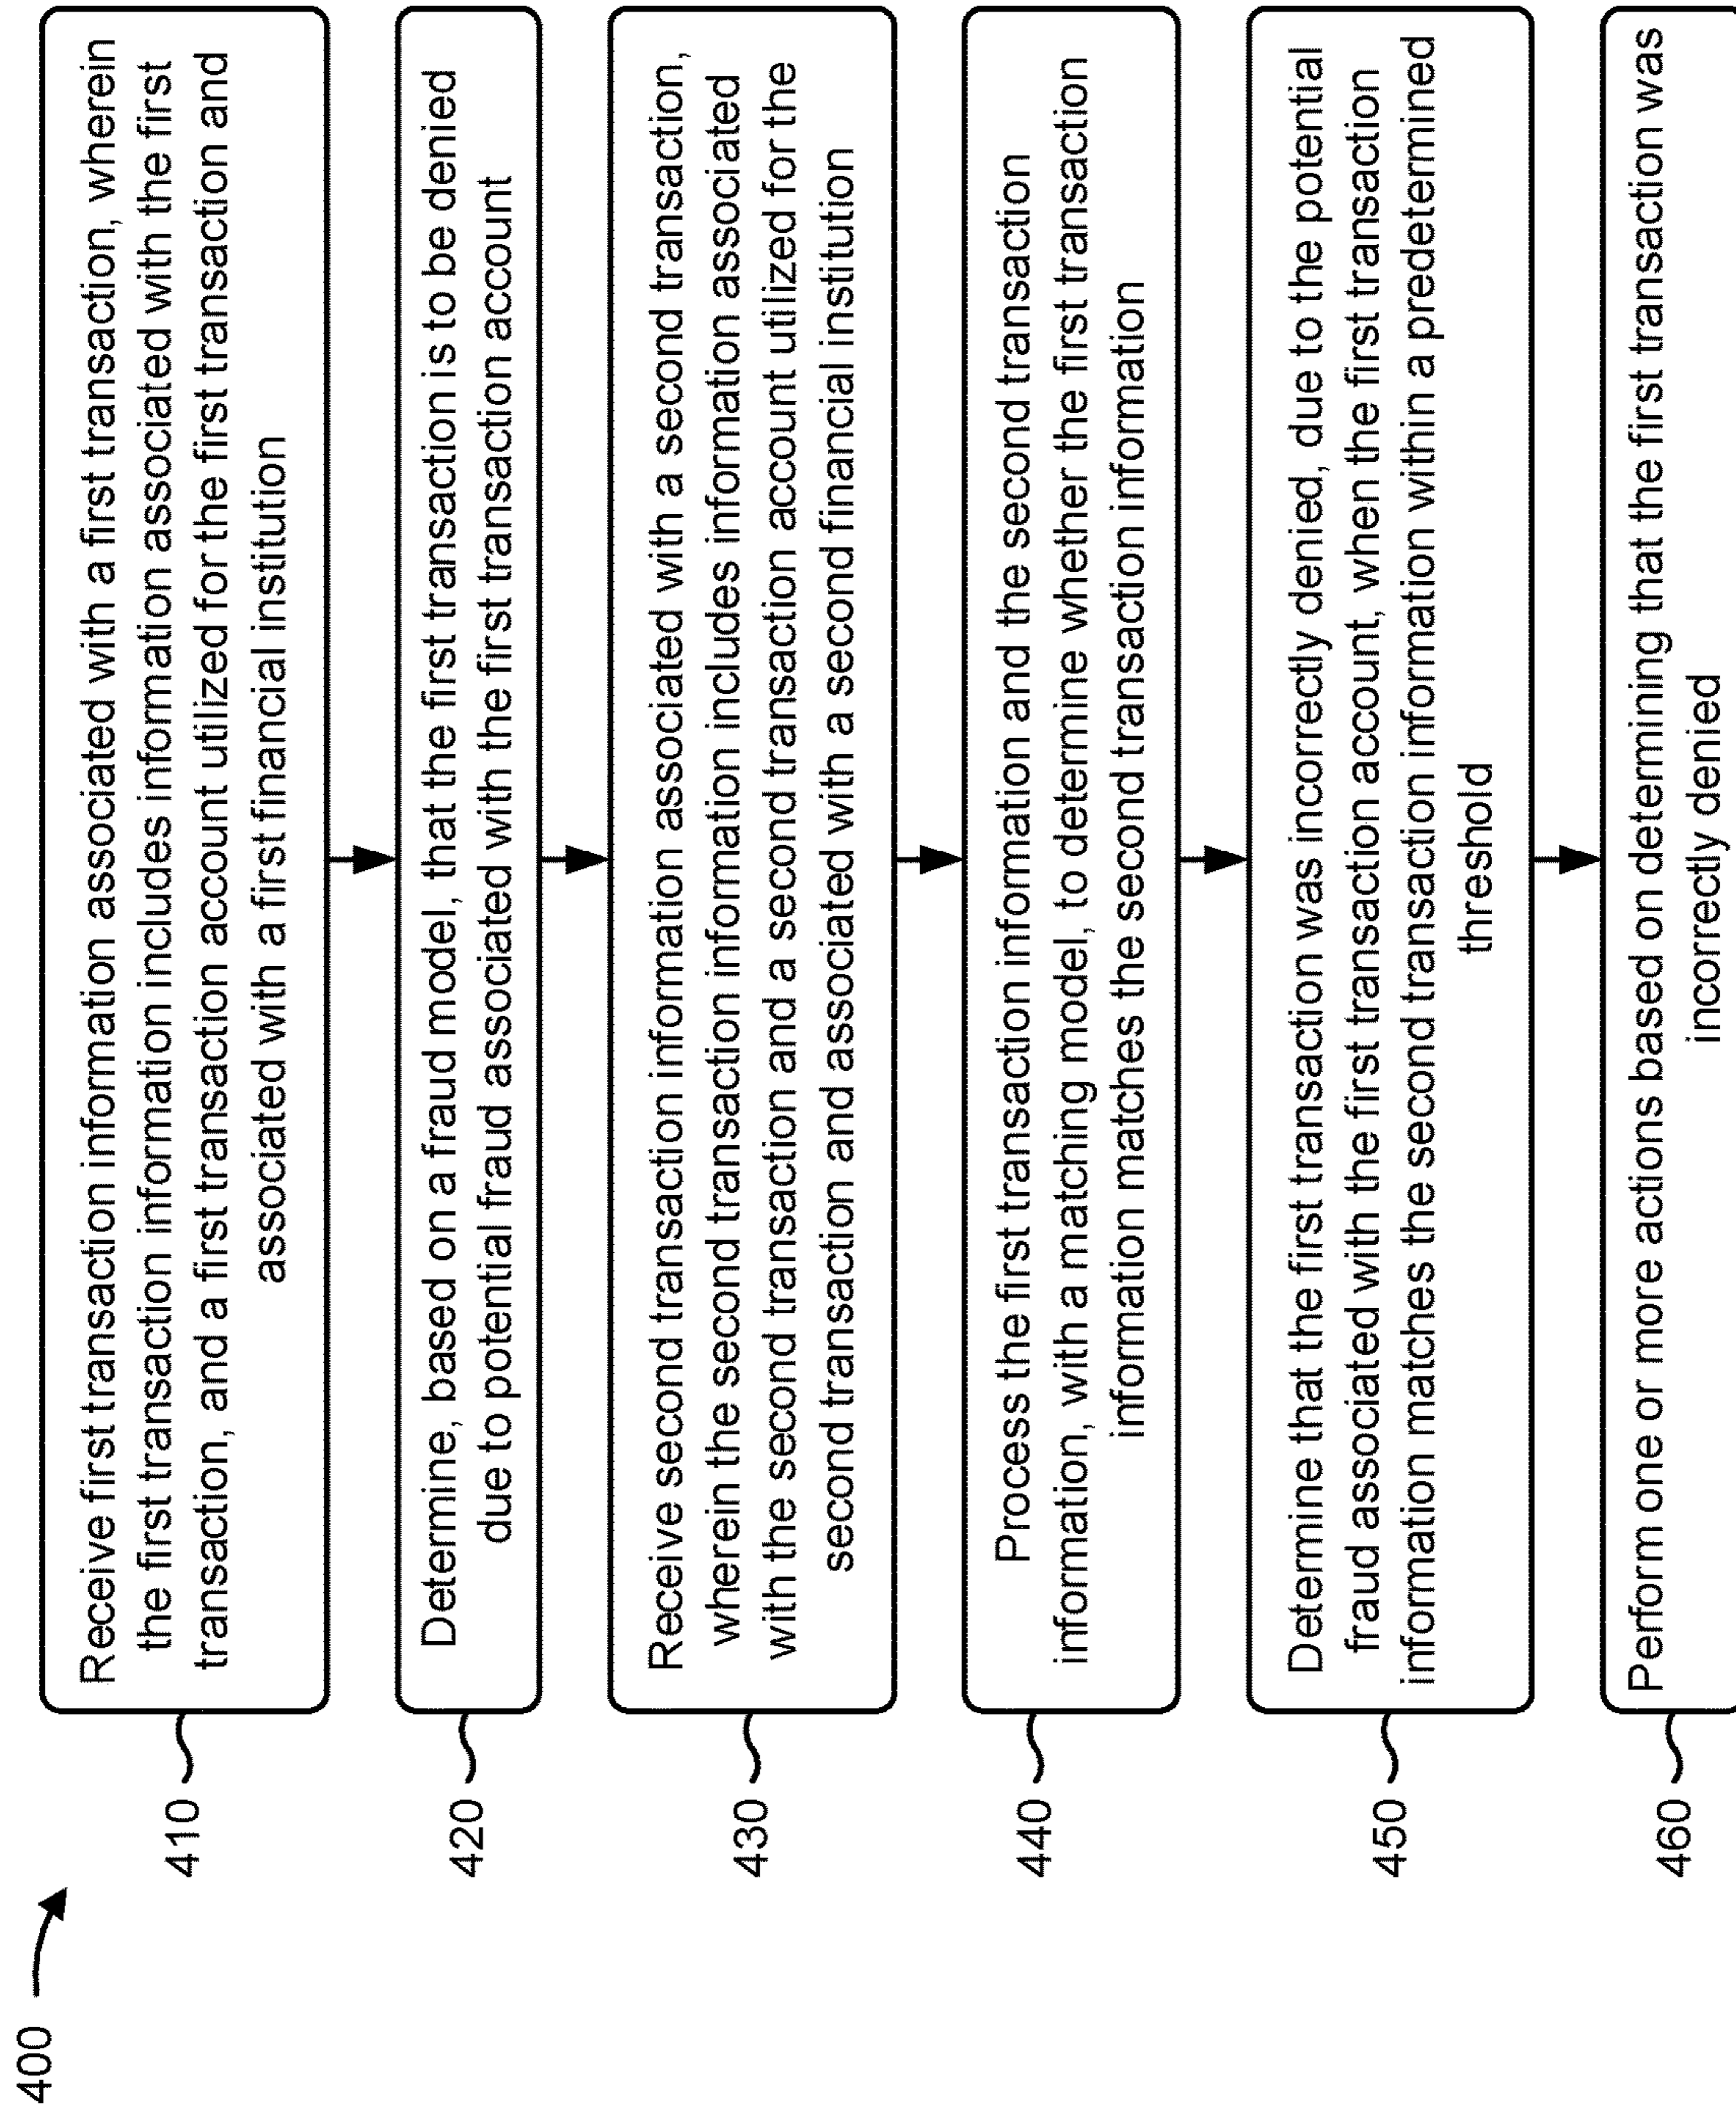 400
410
Receive first transaction information associated with a first transaction, wherein
the first transaction information includes information associated with the first
transaction, and a first transaction account utilized for the first transaction and
associated with a first financial institution
420
Determine, based on a fraud model, that the first transaction is to be denied
due to potential fraud associated with the first transaction account
430
Receive second transaction information associated with a second transaction,
wherein the second transaction information includes information associated
with the second transaction and a second transaction account utilized for the
second transaction and associated with a second financial institution
440
Process the first transaction information and the second transaction
information, with a matching model, to determine whether the first transaction
information matches the second transaction information
450
Determine that the first transaction was incorrectly denied, due to the potential
fraud associated with the first transaction account, when the first transaction
information matches the second transaction information within a predetermined
threshold
460
Perform one or more actions based on determining that the first transaction was
incorrectly denied